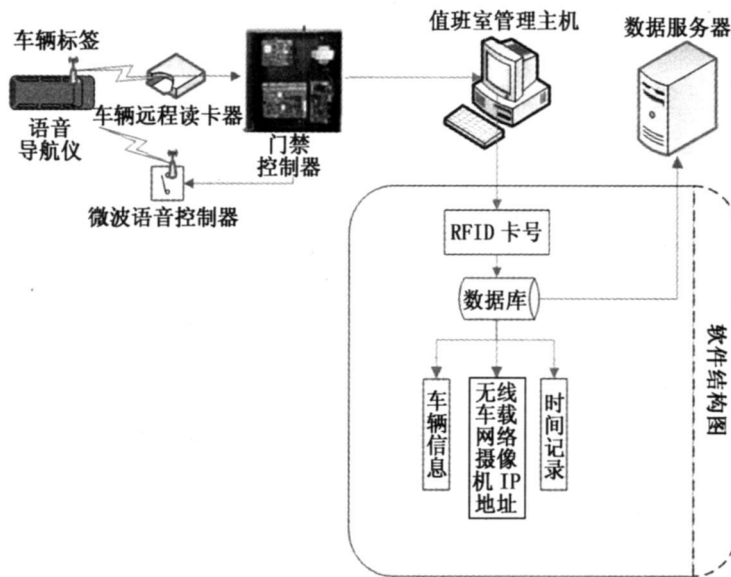 车辆标签
值班室管理主机
数据服务器
语音
导航仪
车辆远程读卡器
门禁
控制器
微波语音控制器
RFID 卡号
数据库
软件结构图
车辆信息
无线
车载
网络
摄像
机 IP
地址
时间记录